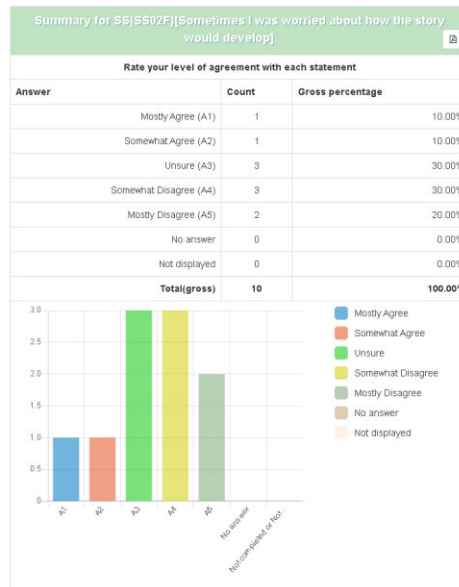 Summary for SS(SS02F)[Sometimes I was worried about how the story
would develop]
Rate your level of agreement with each statement
Answer Count Gross percentage
Mostly Agree (A1) 1 10.00%
Somewhat Agree (A2) 1 10.00%
Unsure (A3) 3 30.00%
Somewhat Disagree (A4) 3 30.00%
Mostly Disagree (A5) 2 20.00%
No answer 0 0.00%
Not displayed 0 0.00%
Total(gross) 10 100.00%
3.0
2.5
2.0
1.5
1.0
0.5
0
A1
A2
A3
A4
A5
No answer
Not completed or Not...
Mostly Agree
Somewhat Agree
Unsure
Somewhat Disagree
Mostly Disagree
No answer
Not displayed